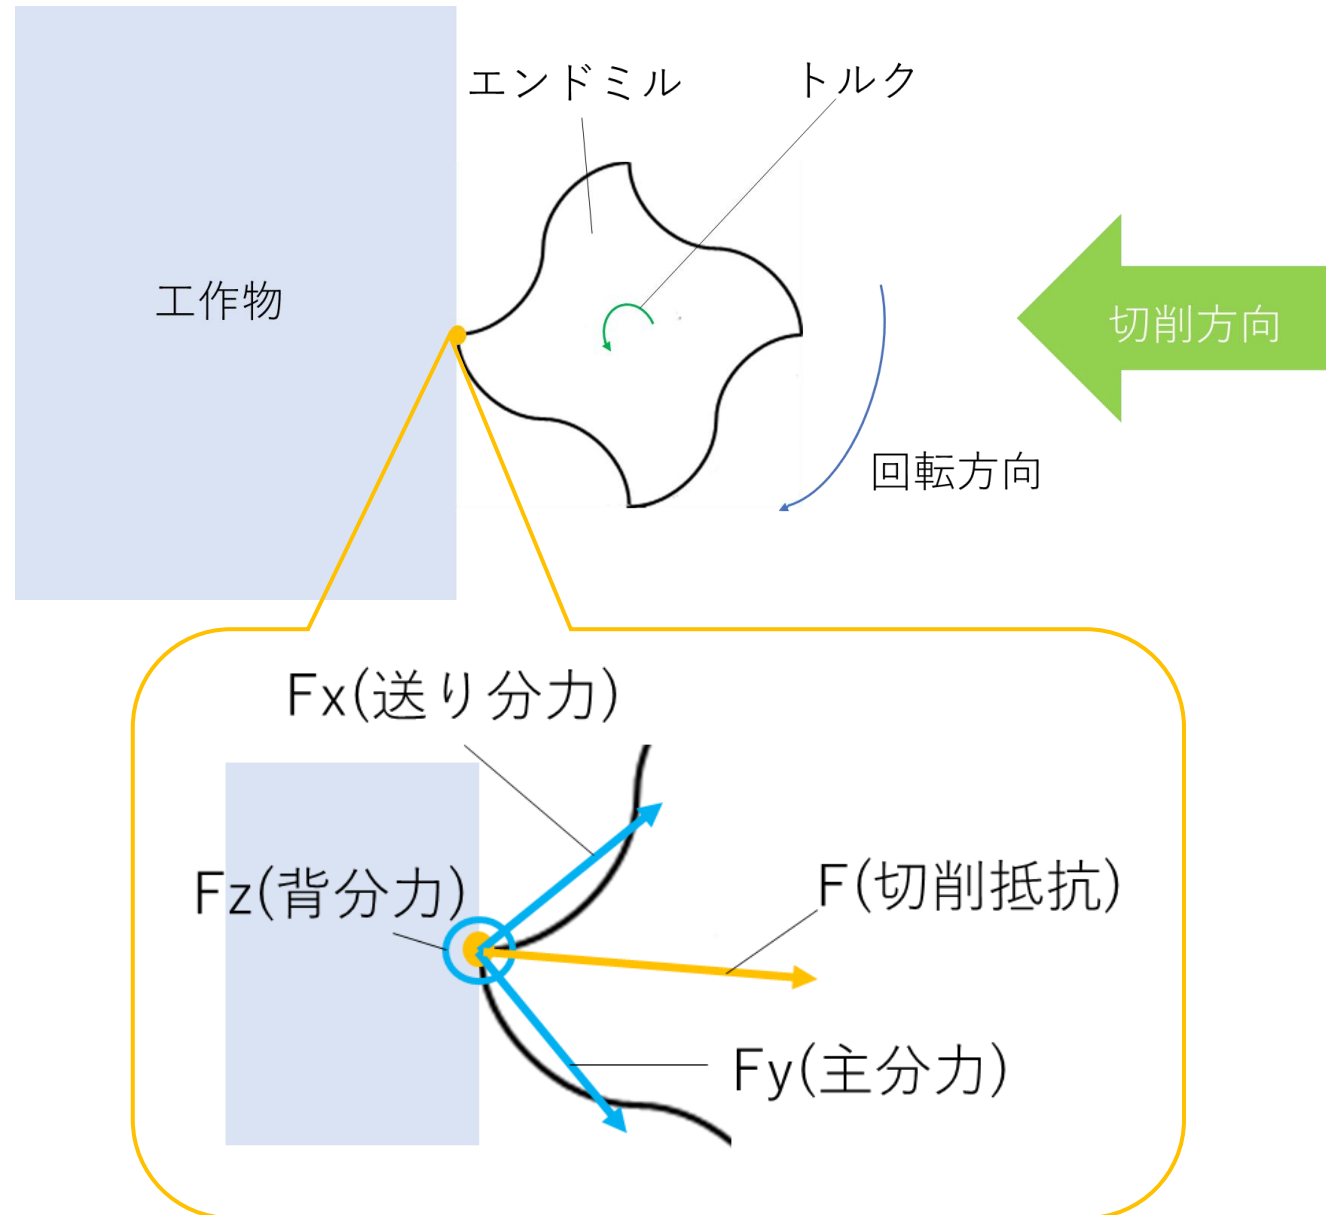 エンドミル
トルク
工作物
切削方向
回転方向
Fx(送り分力)
Fz(背分力)
F(切削抵抗)
Fy(主分力)